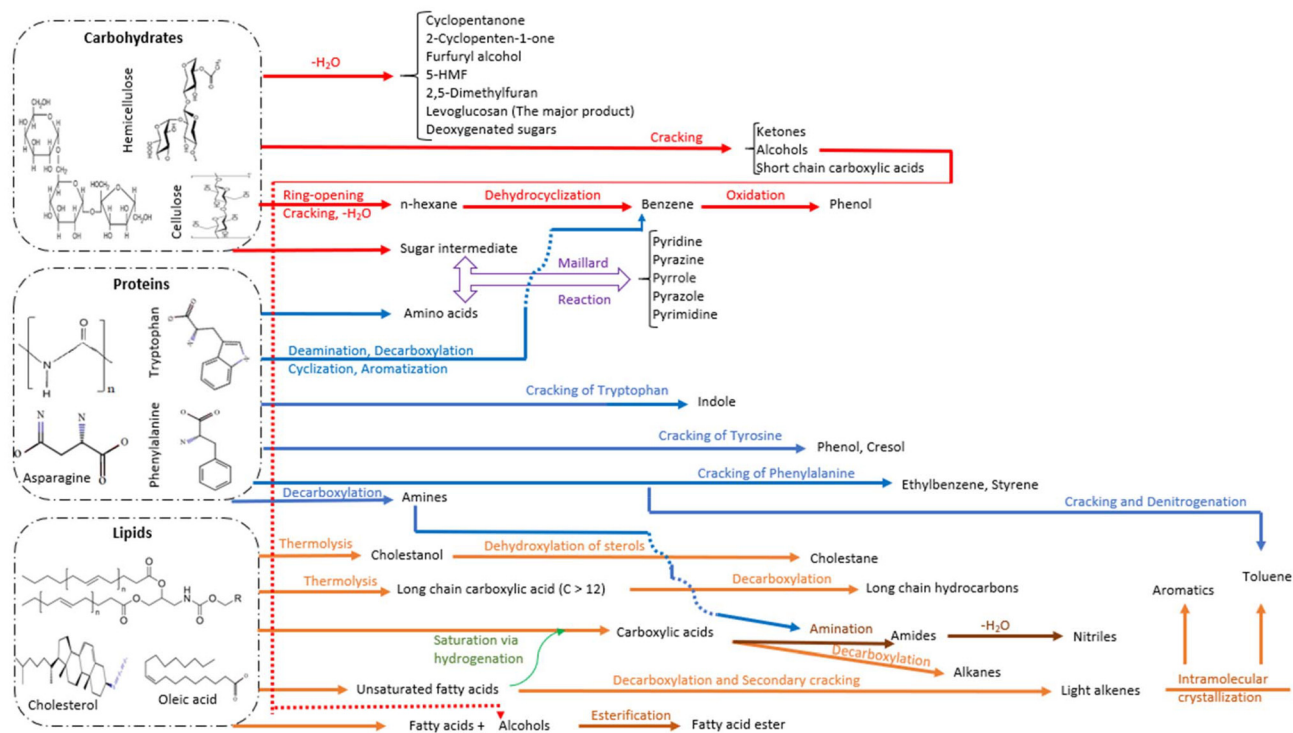 Carbohydrates
Hemicellulose
Cellulose
-H₂O
Cyclopentanone
2-Cyclopenten-1-one
Furfuryl alcohol
5-HMF
2,5-Dimethylfuran
Levoglucosan (The major product)
Deoxygenated sugars
Cracking
Ketones
Alcohols
Short chain carboxylic acids
Ring-opening
Cracking, -H₂O
n-hexane
Dehydrocyclization
Benzene
Oxidation
Phenol
Sugar intermediate
Maillard
Reaction
Pyridine
Pyrazine
Pyrrole
Pyrazole
Pyrimidine
Proteins
Tryptophan
Asparagine
Phenylalanine
Amino acids
Deamination, Decarboxylation
Cyclization, Aromatization
Cracking of Tryptophan
Indole
Cracking of Tyrosine
Phenol, Cresol
Cracking of Phenylalanine
Ethylbenzene, Styrene
Cracking and Denitrogenation
Toluene
Decarboxylation
Amines
Lipids
Cholesterol
Oleic acid
Thermolysis
Cholestanol
Dehydroxylation of sterols
Cholestane
Thermolysis
Long chain carboxylic acid (C > 12)
Decarboxylation
Long chain hydrocarbons
Aromatics
Carboxylic acids
Amination
Amides
-H₂O
Nitriles
Decarboxylation
Alkanes
Saturation via
hydrogenation
Unsaturated fatty acids
Decarboxylation and Secondary cracking
Light alkenes
Intramolecular
crystallization
Fatty acids +
Alcohols
Esterification
Fatty acid ester